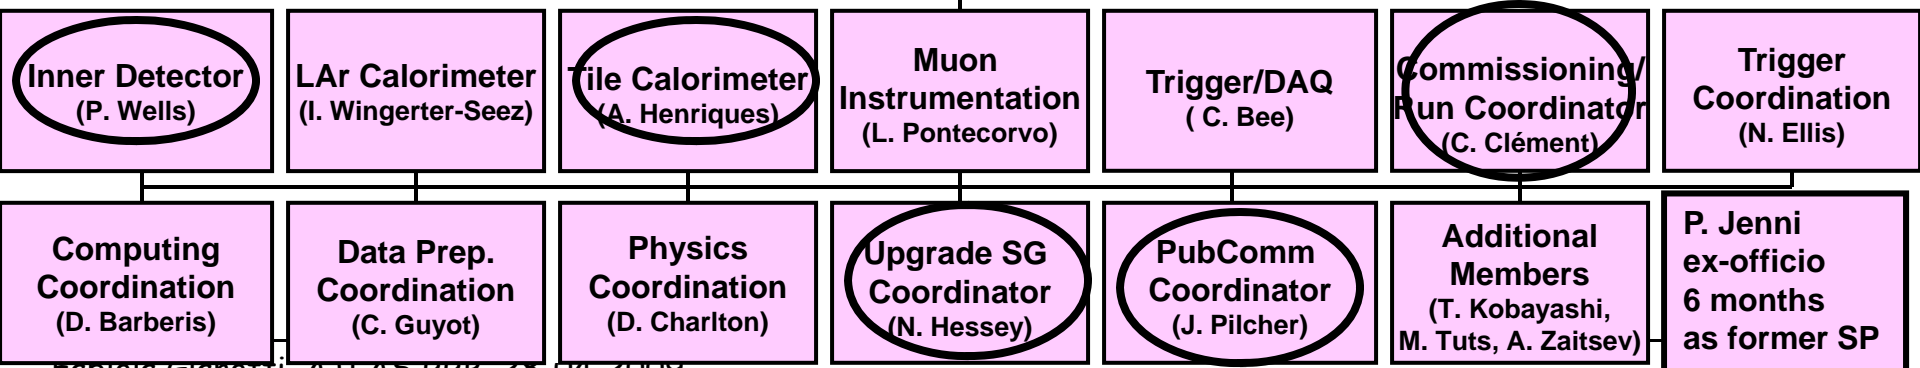 Inner Detector
(P. Wells)
LAr Calorimeter
(I. Wingerter-Seez)
Tile Calorimeter
(A. Henriques)
Muon
Instrumentation
(L. Pontecorvo)
Trigger/DAQ
( C. Bee)
Commissioning/
Run Coordinator
(C. Clément)
Trigger
Coordination
(N. Ellis)
Computing
Coordination
(D. Barberis)
Data Prep.
Coordination
(C. Guyot)
Physics
Coordination
(D. Charlton)
Upgrade SG
Coordinator
(N. Hessey)
PubComm
Coordinator
(J. Pilcher)
Additional
Members
(T. Kobayashi,
M. Tuts, A. Zaitsev)
P. Jenni
ex-officio
6 months
as former SP